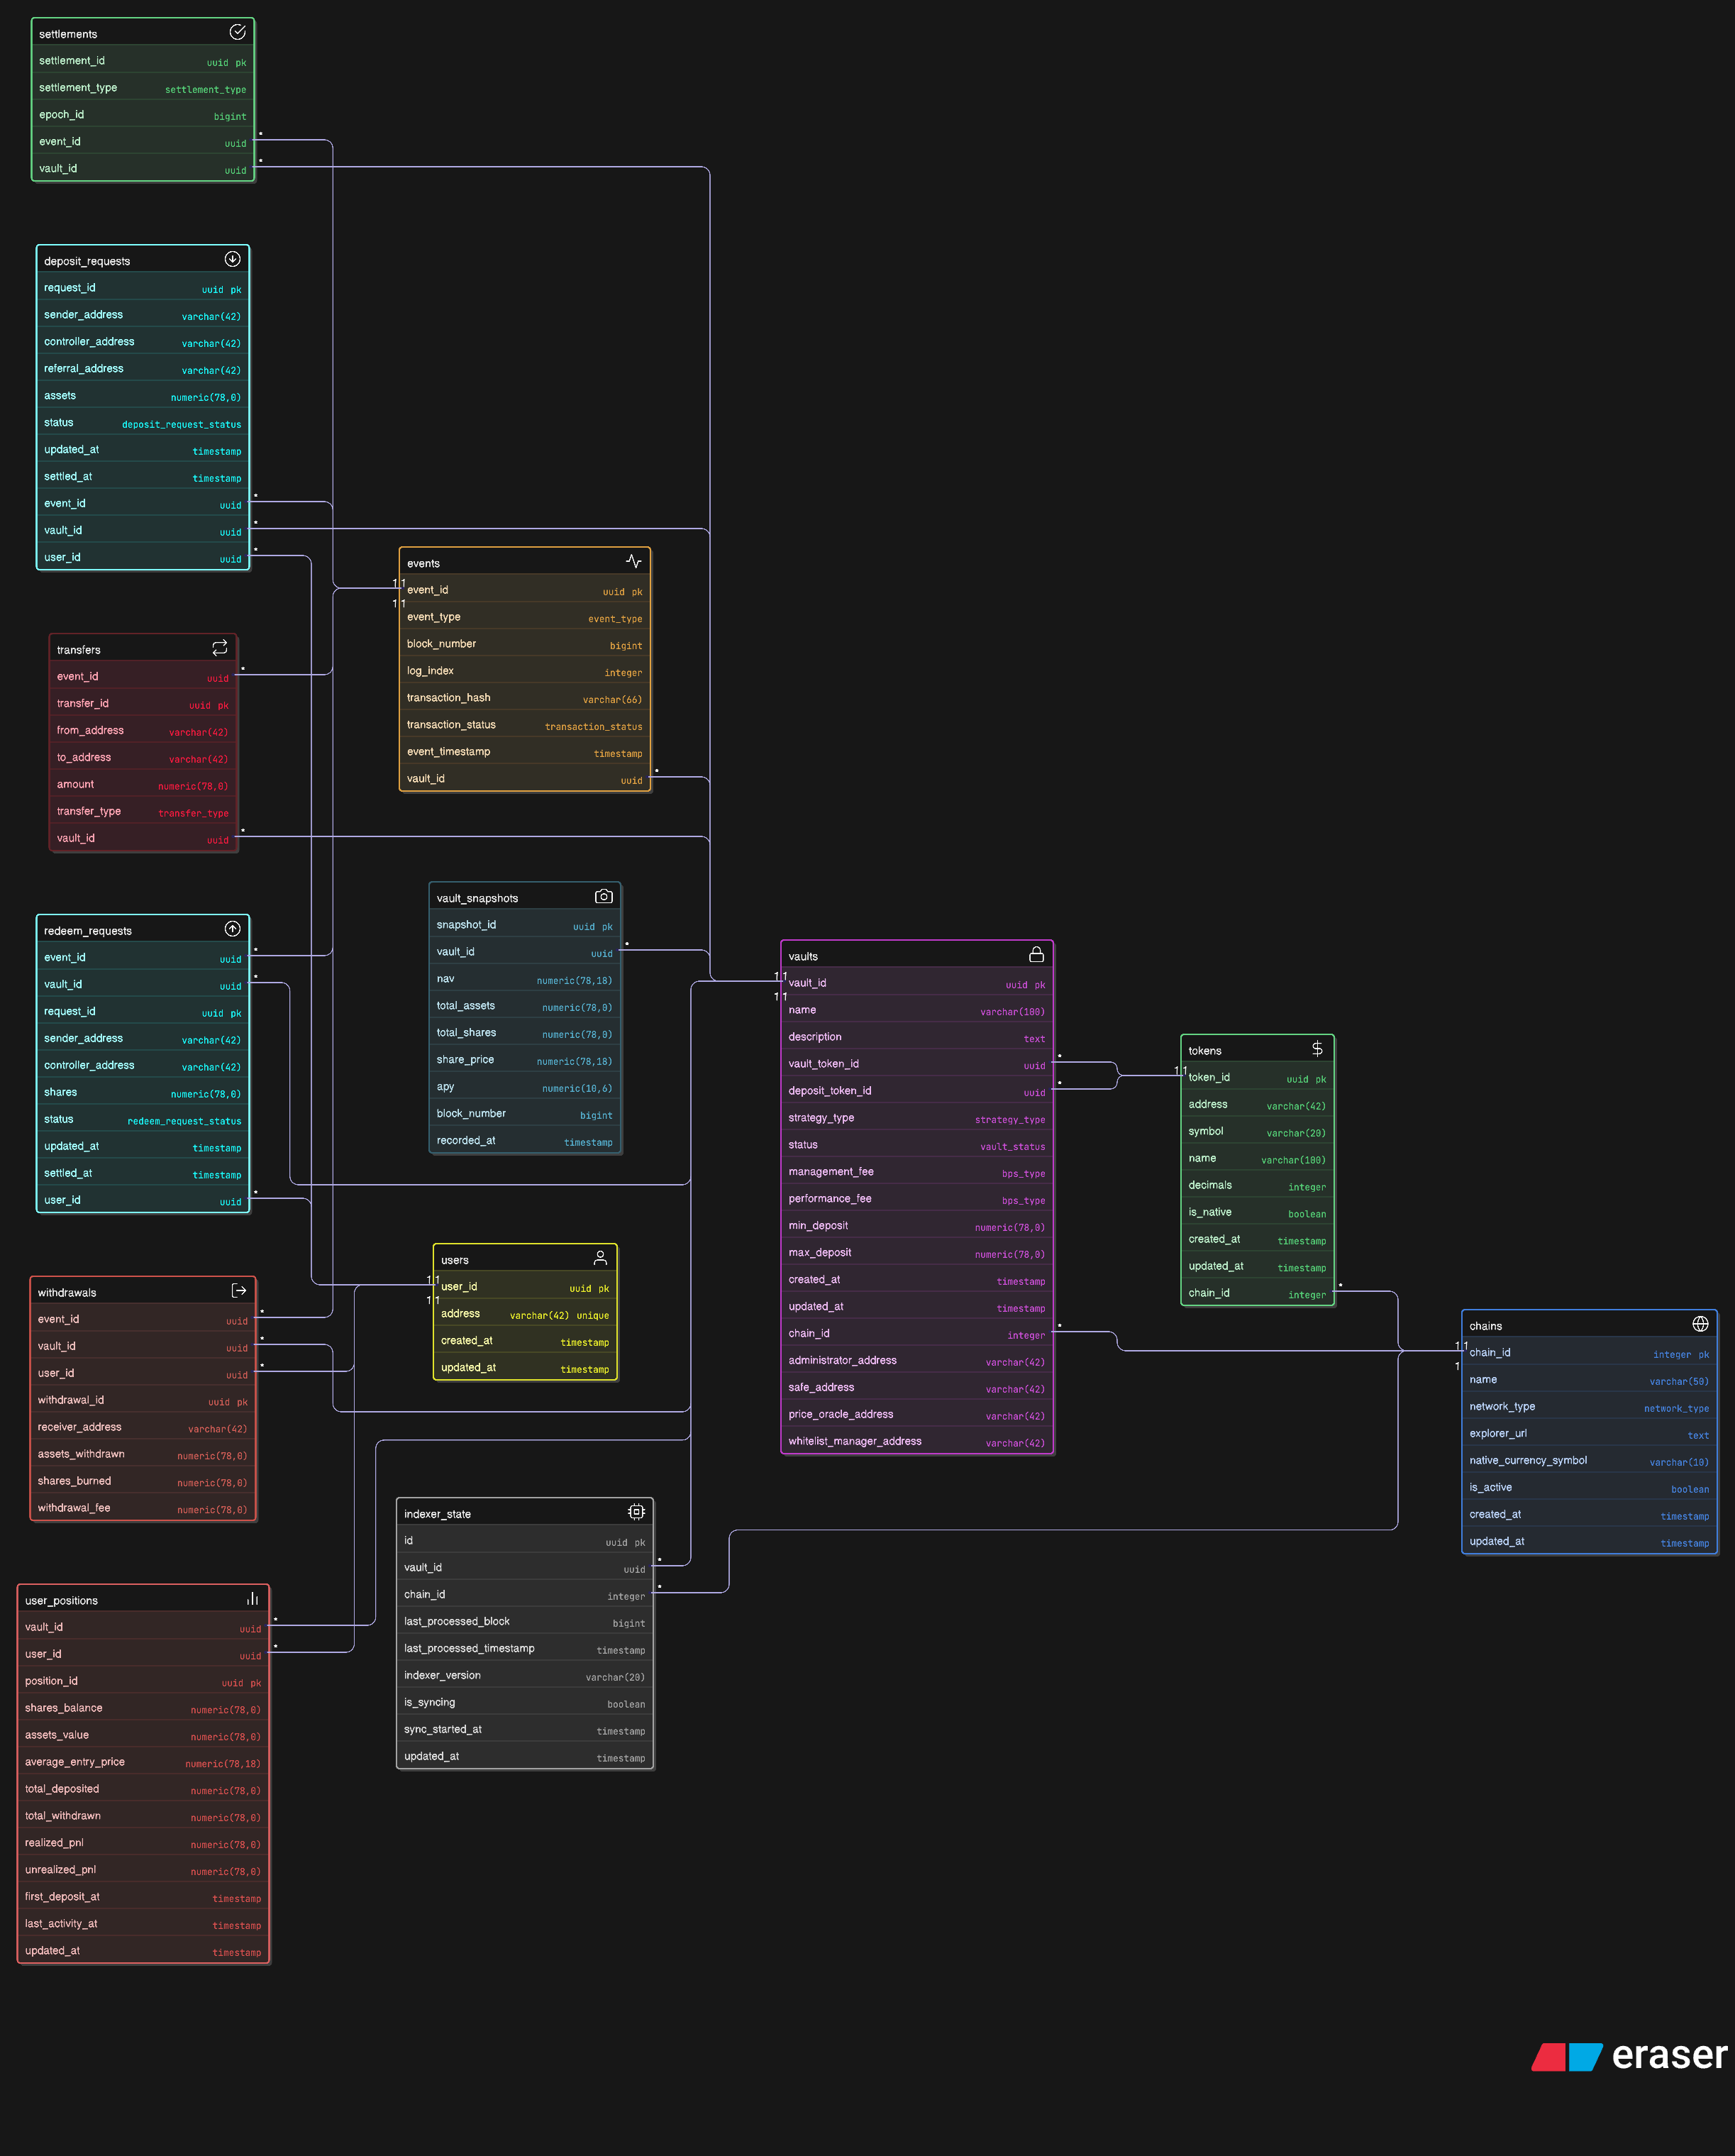 settlements
settlement_id uuid pk
settlement_type settlement_type
epoch_id bigint
event_id uuid
vault_id uuid
deposit_requests
request_id uuid pk
sender_address varchar(42)
controller_address varchar(42)
referral_address varchar(42)
assets numeric(78,0)
status deposit_request_status
updated_at timestamp
settled_at timestamp
event_id uuid
vault_id uuid
user_id uuid
transfers
event_id uuid
transfer_id uuid pk
from_address varchar(42)
to_address varchar(42)
amount numeric(78,0)
transfer_type transfer_type
vault_id uuid
redeem_requests
event_id uuid
vault_id uuid
request_id uuid pk
sender_address varchar(42)
controller_address varchar(42)
shares numeric(78,0)
status redeem_request_status
updated_at timestamp
settled_at timestamp
user_id uuid
withdrawals
event_id uuid
vault_id uuid
user_id uuid
withdrawal_id uuid pk
receiver_address varchar(42)
assets_withdrawn numeric(78,0)
shares_burned numeric(78,0)
withdrawal_fee numeric(78,0)
user_positions
vault_id uuid
user_id uuid
position_id uuid pk
shares_balance numeric(78,0)
assets_value numeric(78,0)
average_entry_price numeric(78,18)
total_deposited numeric(78,0)
total_withdrawn numeric(78,0)
realized_pnl numeric(78,0)
unrealized_pnl numeric(78,0)
first_deposit_at timestamp
last_activity_at timestamp
updated_at timestamp
events
1 1
event_id uuid pk
1 1
event_type event_type
block_number bigint
log_index integer
transaction_hash varchar(66)
transaction_status transaction_status
event_timestamp timestamp
vault_id uuid
vault_snapshots
snapshot_id uuid pk
vault_id uuid
nav numeric(78,18)
total_assets numeric(78,0)
total_shares numeric(78,0)
share_price numeric(78,18)
apy numeric(10,6)
block_number bigint
recorded_at timestamp
users
1 1
user_id uuid pk
1 1
address varchar(42) unique
created_at timestamp
updated_at timestamp
indexer_state
id uuid pk
vault_id uuid
chain_id integer
last_processed_block bigint
last_processed_timestamp timestamp
indexer_version varchar(20)
is_syncing boolean
sync_started_at timestamp
updated_at timestamp
vaults
1 1
vault_id uuid pk
1 1
name varchar(100)
description text
vault_token_id uuid
deposit_token_id uuid
strategy_type strategy_type
status vault_status
management_fee bps_type
performance_fee bps_type
min_deposit numeric(78,0)
max_deposit numeric(78,0)
created_at timestamp
updated_at timestamp
chain_id integer
administrator_address varchar(42)
safe_address varchar(42)
price_oracle_address varchar(42)
whitelist_manager_address varchar(42)
tokens
1 1
token_id uuid pk
address varchar(42)
symbol varchar(20)
name varchar(100)
decimals integer
is_native boolean
created_at timestamp
updated_at timestamp
chain_id integer
chains
1 1
chain_id integer pk
1
name varchar(50)
network_type network_type
explorer_url text
native_currency_symbol varchar(10)
is_active boolean
created_at timestamp
updated_at timestamp
eraser